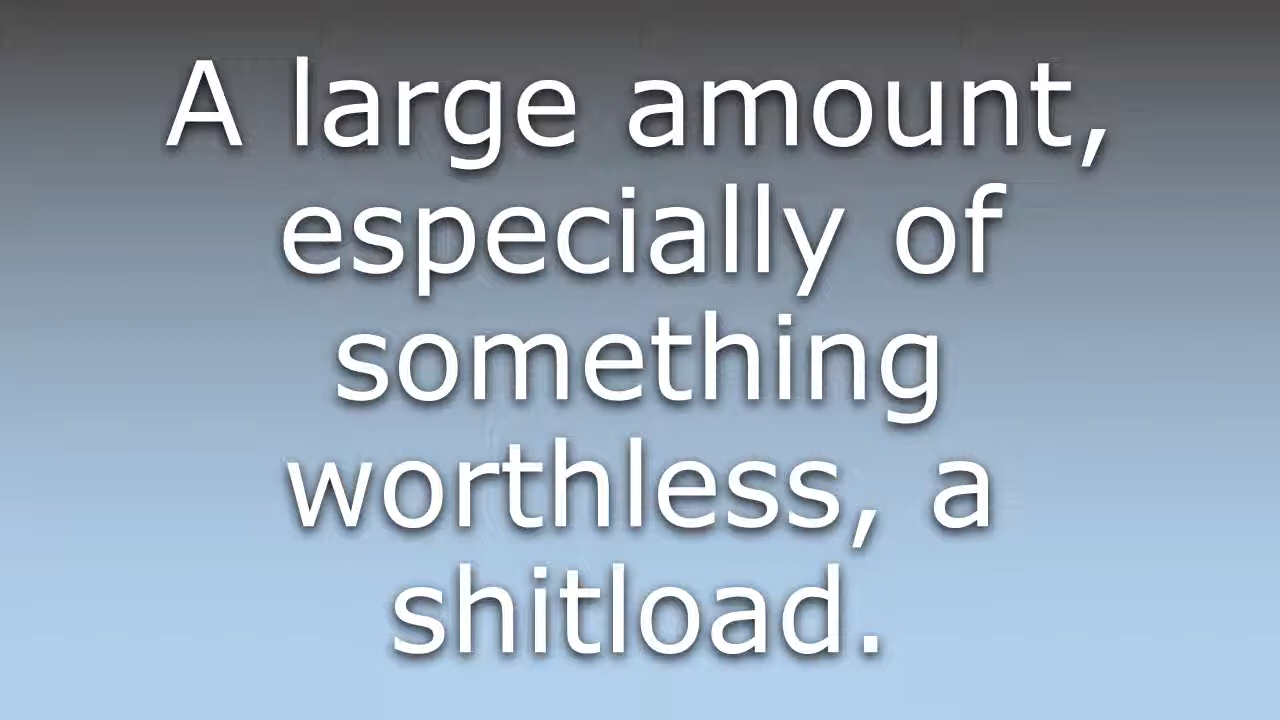 A large amount,
especially of
something
worthless, a
shitload.